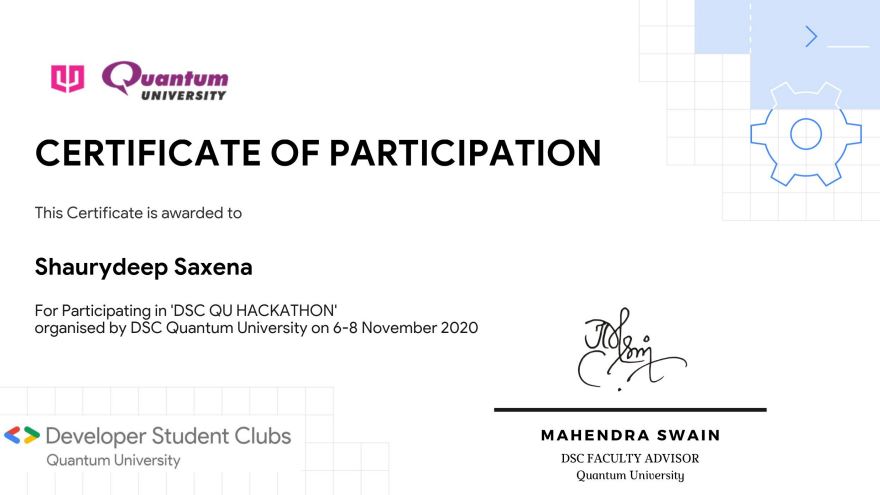 Quantum
UNIVERSITY
CERTIFICATE OF PARTICIPATION
This Certificate is awarded to
Shaurydeep Saxena
For Participating in 'DSC QU HACKATHON'
organised by DSC Quantum University on 6-8 November 2020
Developer Student Clubs
Quantum University
MAHENDRA SWAIN
DSC FACULTY ADVISOR
Quantum University